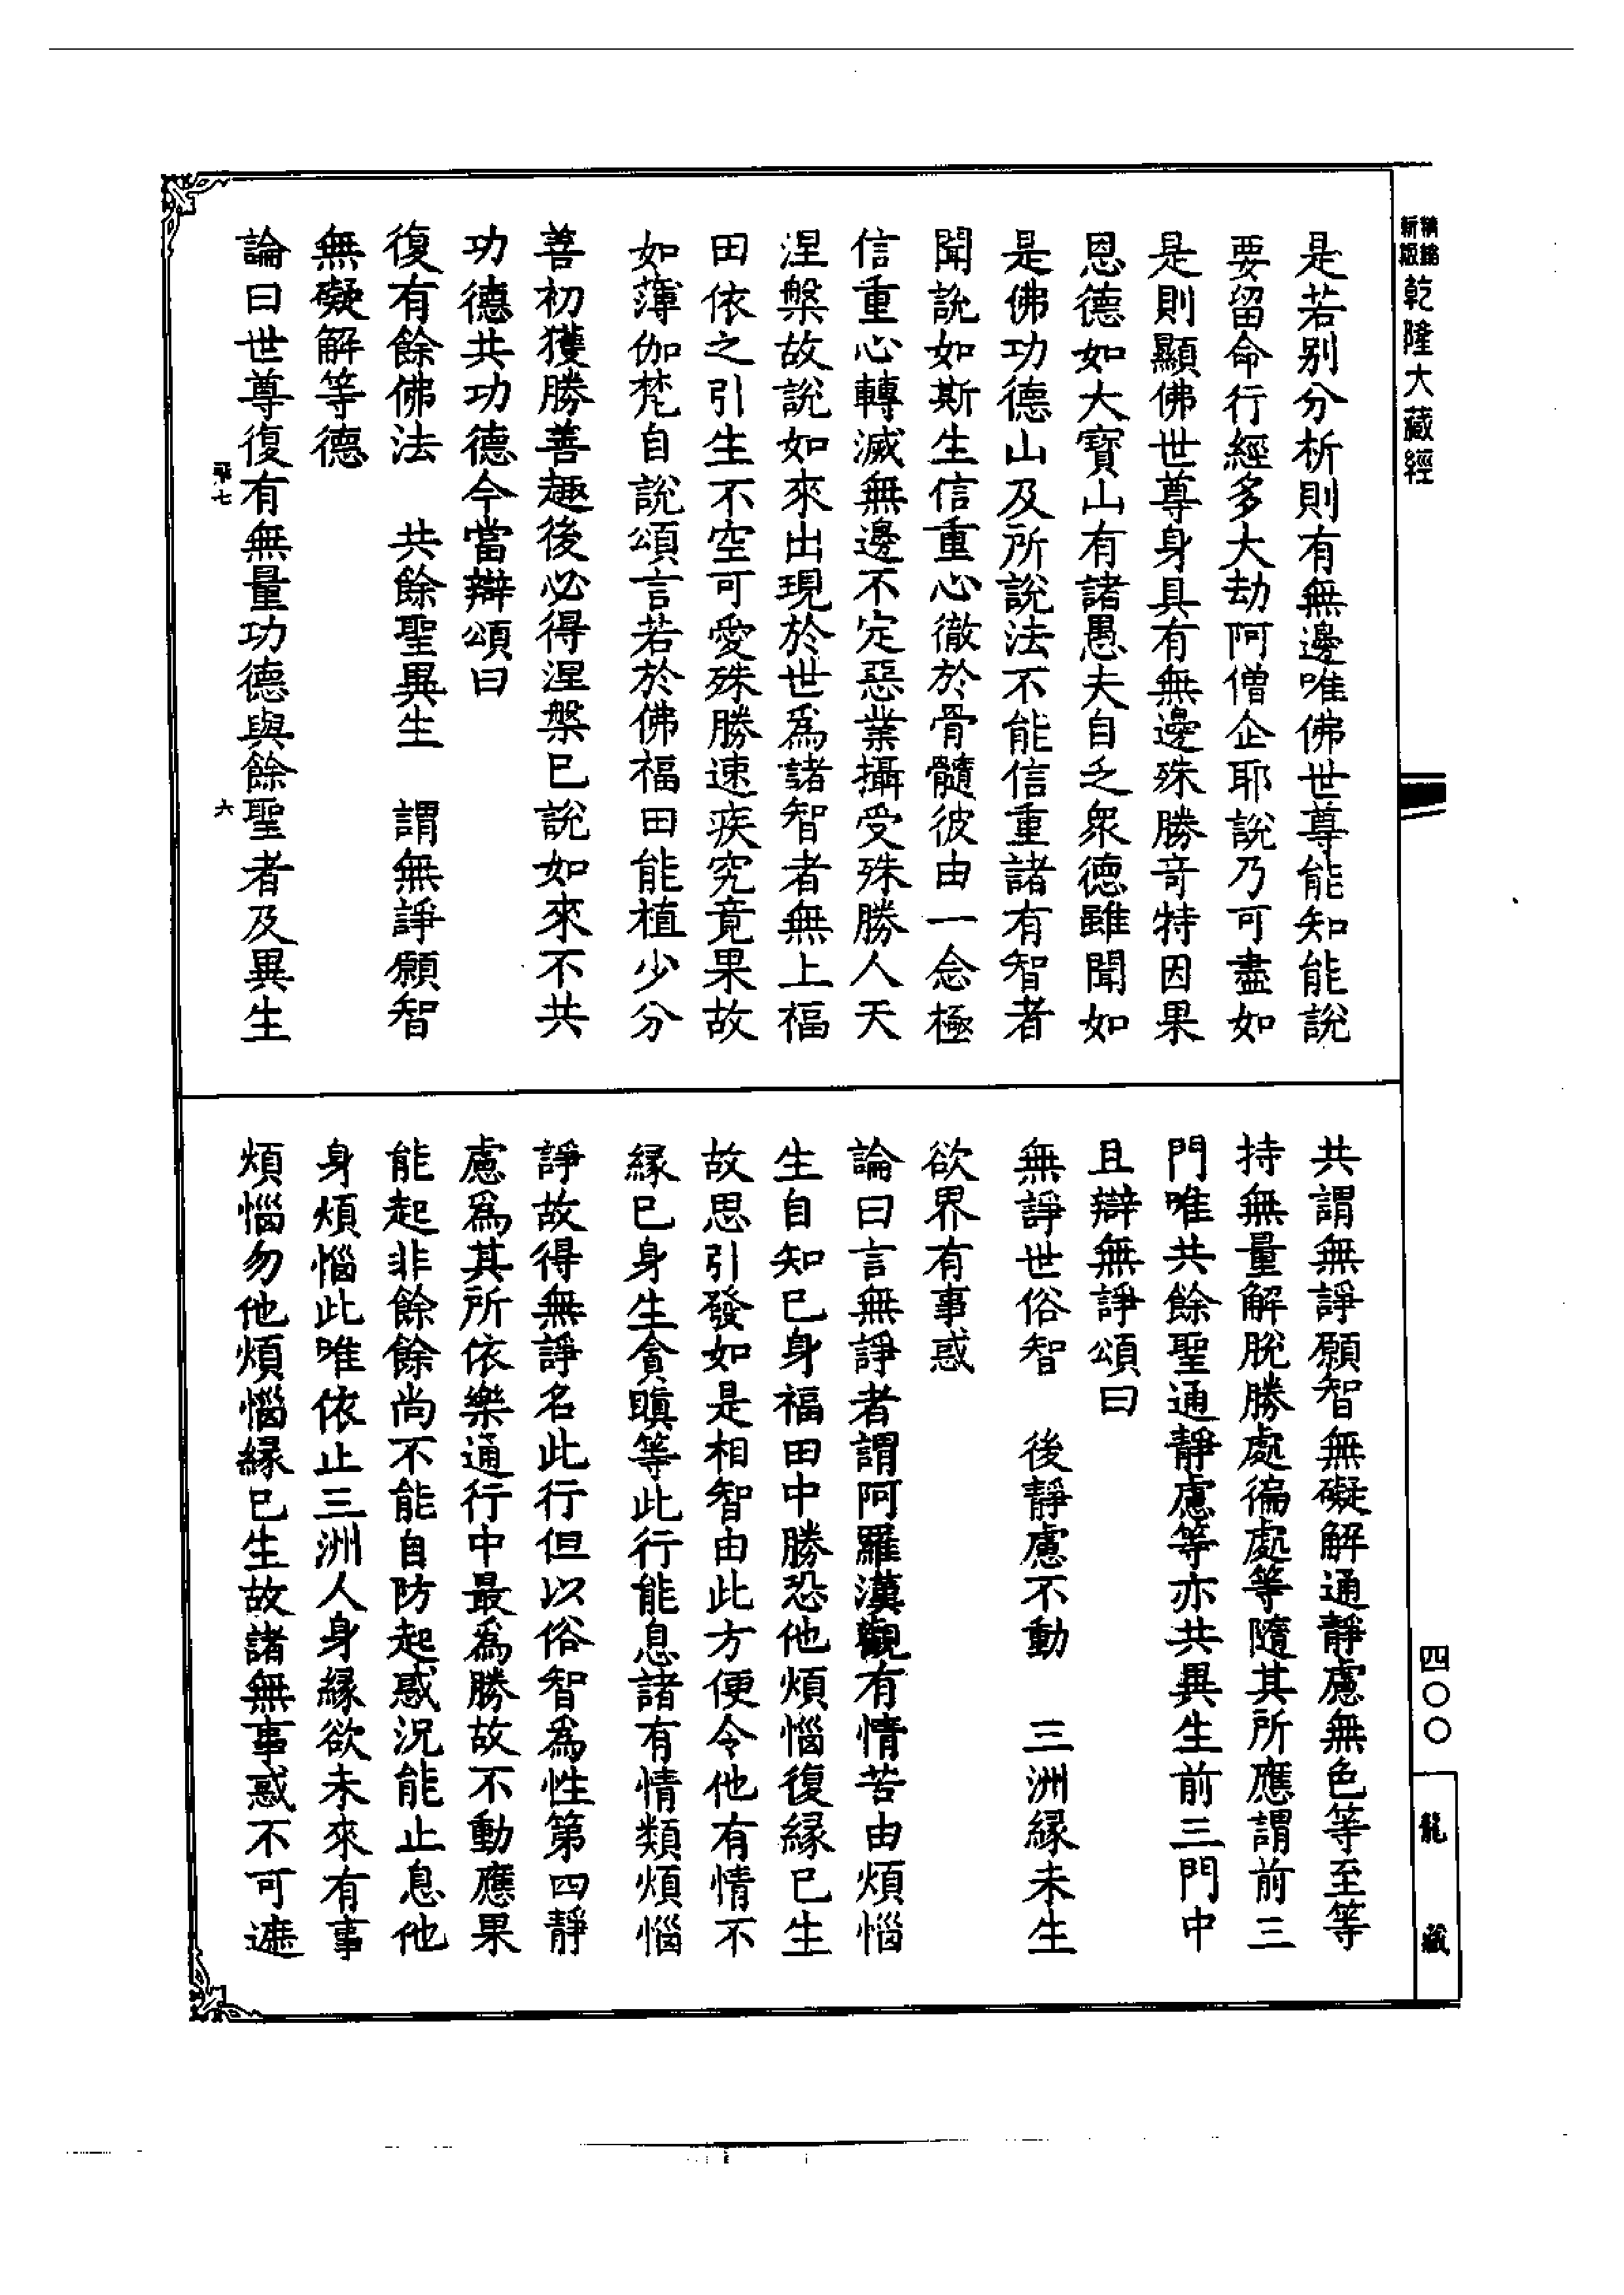 乾隆大藏經
是若别分析則有無邊唯佛世尊能知能說
要留命行經多大劫阿僧企耶說乃可盡如
是則顯佛世尊身具有無邊殊勝奇特因果
恩德如大寶山有諸愚夫自乏衆德雖聞如
是佛功德山及所說法不能信重諸有智者
聞說如斯生信重心徹於骨髓彼由一念極
信重心轉滅無邊不定惡業攝受殊勝人天
涅槃故說如來出現於世爲諸智者無上福
田依之引生不空可愛殊勝速疾究竟果故
如薄伽梵自說頌言若於佛福田能植少分
善初獲勝善趣後必得涅槃巳說如來不共
功德共功德今當辯頌曰
復有餘佛法　共餘聖異生　謂無諍願智
無礙解等德
論曰世尊復有無量功德與餘聖者及異生
七
六
共謂無諍願智無礙解通靜慮無色等至等
持無量解脫勝處徧處等隨其所應謂前三
門唯共餘聖通靜慮等亦共異生前三門中
且辯無諍頌曰
無諍世俗智　後靜慮不動　三洲緣未生
欲界有事惑
論曰言無諍者謂阿羅漢觀有情苦由煩惱
生自知巳身福田中勝恐他煩惱復緣巳生
故思引發如是相智由此方便令他有情不
緣巳身生貪瞋等此行能息諸有情類煩惱
諍故得無諍名此行但以俗智爲性第四靜
慮爲其所依樂通行中最爲勝故不動應果
能起非餘餘尚不能自防起惑況能止息他
身煩惱此唯依止三洲人身緣欲未來有事
煩惱勿他煩惱緣巳生故諸無事惑不可遮
四〇〇
龍藏